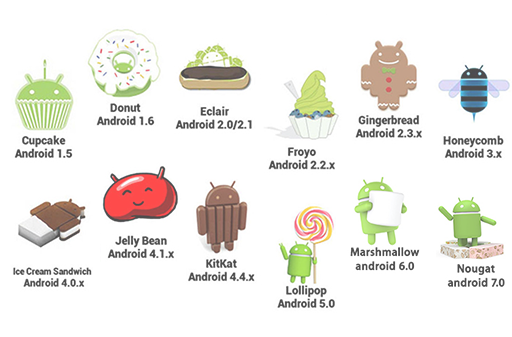 Cupcake
Android 1.5
Donut
Android 1.6
Eclair
Android 2.0/2.1
Froyo
Android 2.2.x
Gingerbread
Android 2.3.x
Honeycomb
Android 3.x
Ice Cream Sandwich
Android 4.0.x
Jelly Bean
Android 4.1.x
KitKat
Android 4.4.x
Lollipop
Android 5.0
Marshmallow
android 6.0
Nougat
android 7.0